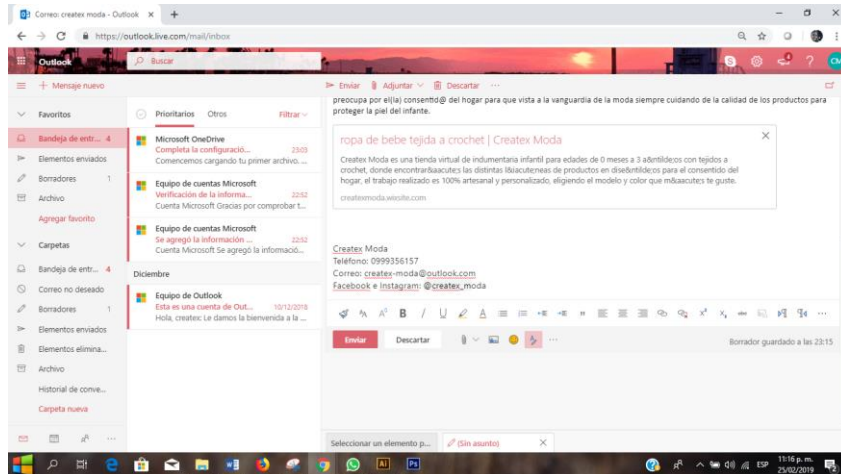 Correo: createx moda - Outlook
https://outlook.live.com/mail/inbox
Outlook
Buscar
Mensaje nuevo
Favoritos
Bandeja de entr... 4
Elementos enviados
Borradores 1
Archivo
Agregar favorito
Carpetas
Bandeja de entr... 4
Correo no deseado
Borradores 1
Elementos enviados
Elementos elimina...
Archivo
Historial de conve...
Carpeta nueva
Prioritarios Otros Filtrar
Microsoft OneDrive
Completa la configuració... 23:03
Comencemos cargando tu primer archivo. ...
Equipo de cuentas Microsoft
Verificación de la informa... 22:52
Cuenta Microsoft Gracias por comprobar t...
Equipo de cuentas Microsoft
Se agregó la información ... 22:52
Cuenta Microsoft Se agregó la informació...
Diciembre
Equipo de Outlook
Esta es una cuenta de Out... 10/12/2018
Hola, createx: Le damos la bienvenida a la ...
Enviar Adjuntar Descartar ...
preocupa por el(la) consentid@ del hogar para que vista a la vanguardia de la moda siempre cuidando de la calidad de los productos para
proteger la piel del infante.
ropa de bebe tejida a crochet | Createx Moda
Createx Moda es una tienda virtual de indumentaria infantil para edades de 0 meses a 3 a&ntilde;os con tejidos a
crochet, donde encontrar&aacute;s las distintas l&iacute;neas de productos en dise&ntilde;os para el consentido del
hogar, el trabajo realizado es 100% artesanal y personalizado, eligiendo el modelo y color que m&aacute;s te guste.
createxmoda.wixsite.com
Createx Moda
Teléfono: 0999356157
Correo: createx-moda@outlook.com
Facebook e Instagram: @createx_moda
Enviar Descartar
Borrador guardado a las 23:15
Seleccionar un elemento p... (Sin asunto)
ESP
11:16 p. m.
25/02/2019